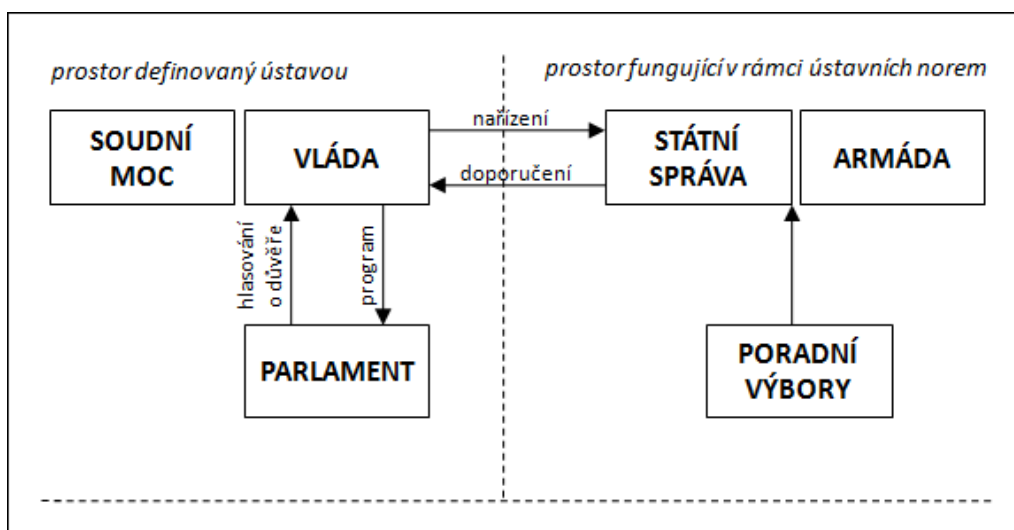 prostor definovaný ústavou
prostor fungující v rámci ústavních norem
SOUDNÍ
MOC
VLÁDA
nařízení
doporučení
STÁTNÍ
SPRÁVA
ARMÁDA
hlasování
o důvěře
program
PARLAMENT
PORADNÍ
VÝBORY